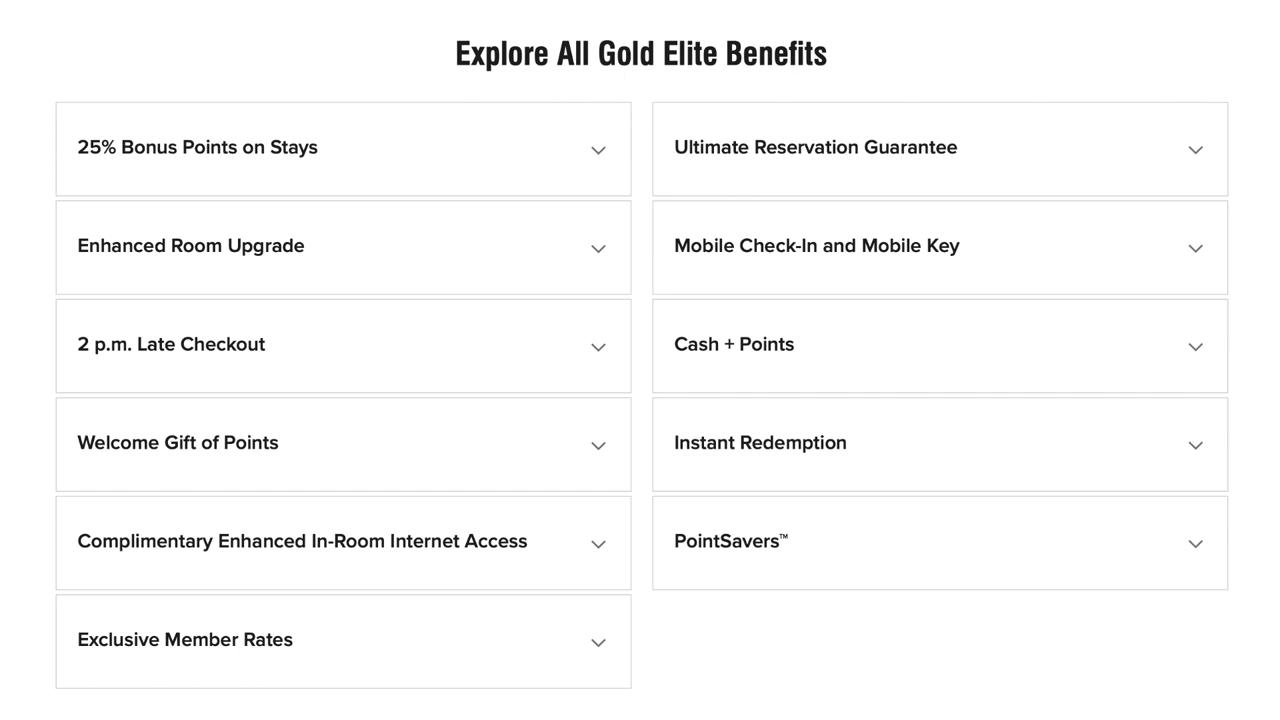 Explore All Gold Elite Benefits
25% Bonus Points on Stays
Enhanced Room Upgrade
2 p.m. Late Checkout
Welcome Gift of Points
Complimentary Enhanced In-Room Internet Access
Exclusive Member Rates
Ultimate Reservation Guarantee
Mobile Check-In and Mobile Key
Cash + Points
Instant Redemption
PointSavers™